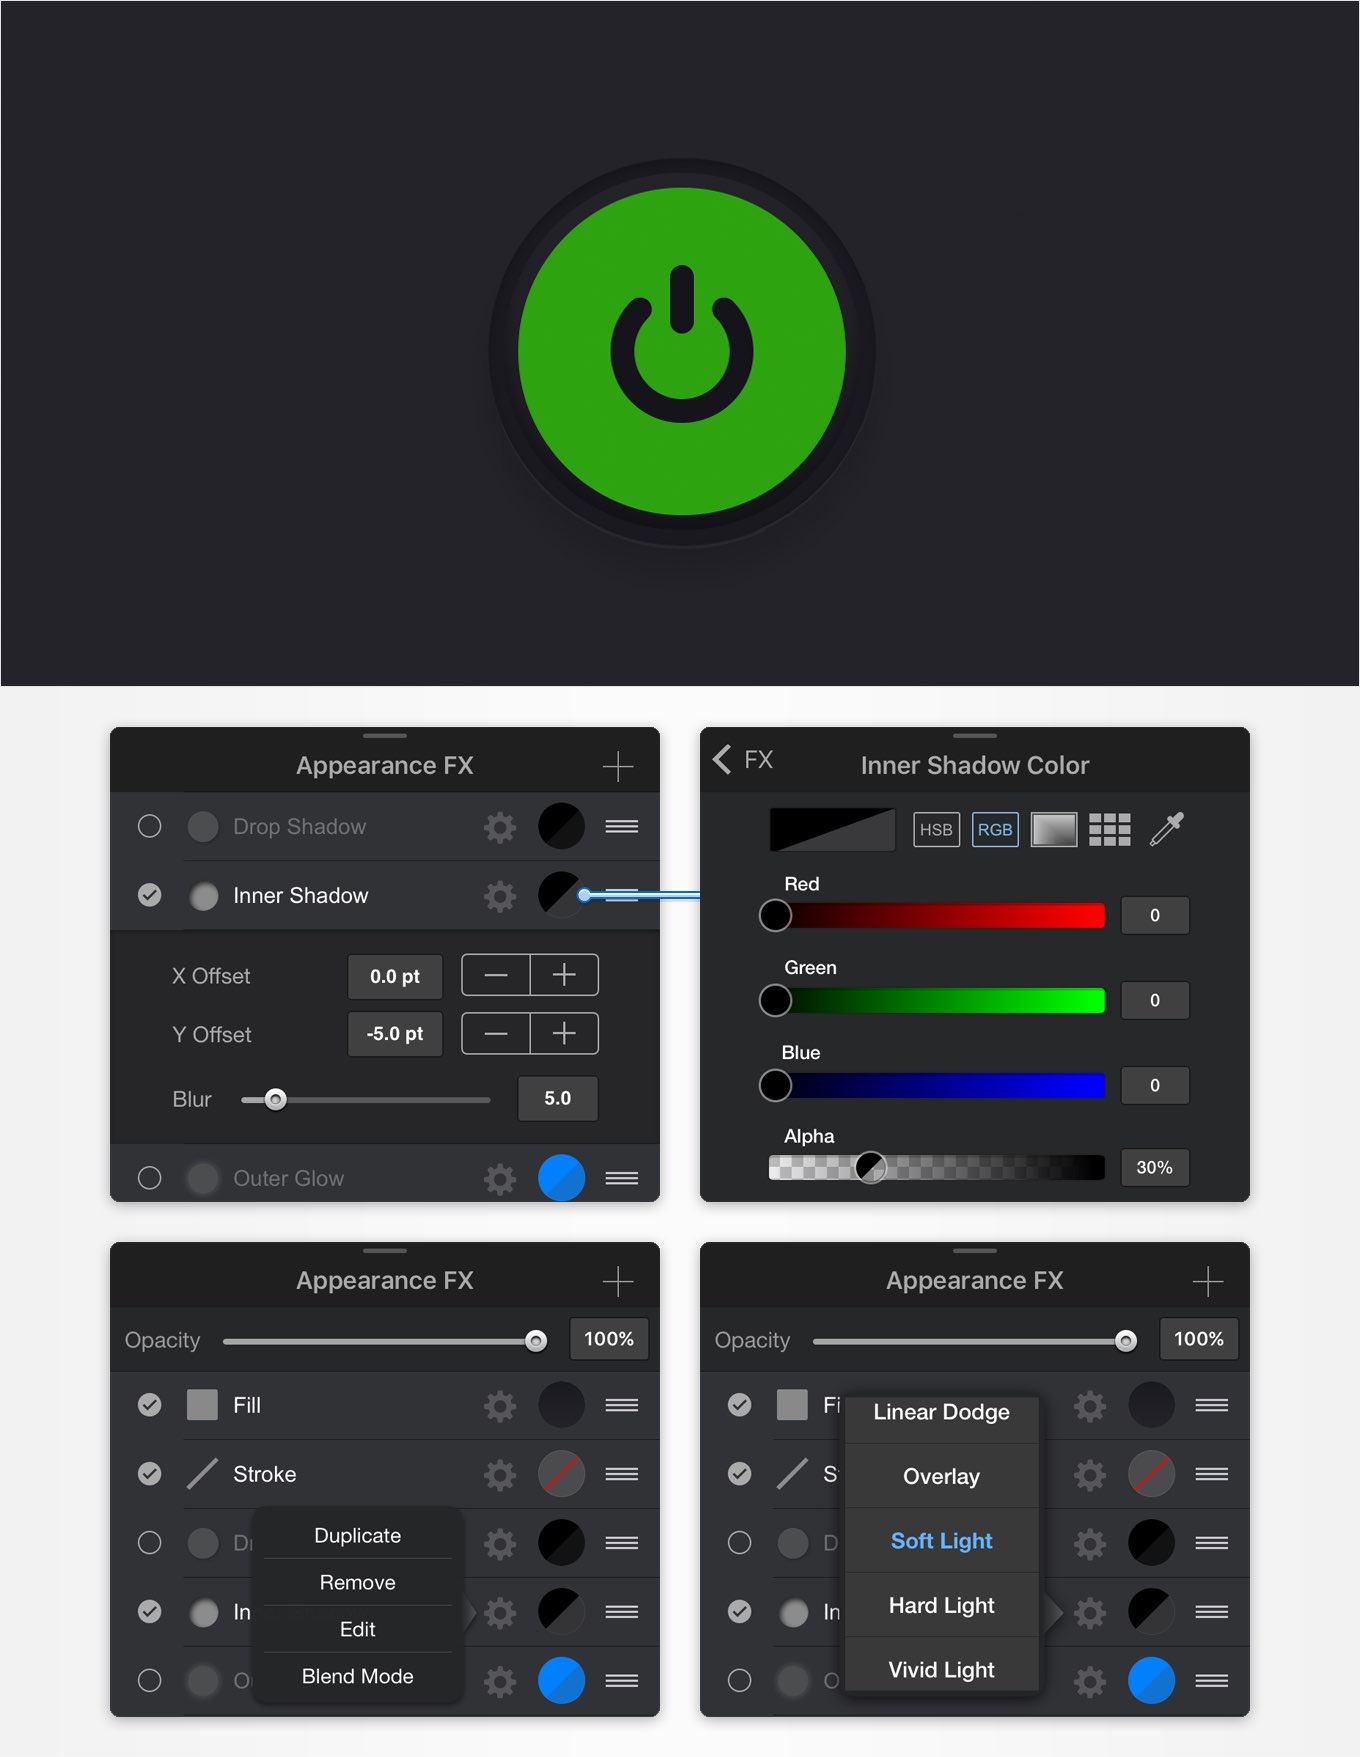 Appearance FX
Drop Shadow
Inner Shadow
X Offset 0.0 pt
Y Offset -5.0 pt
Blur 5.0
Outer Glow
FX Inner Shadow Color
HSB RGB
Red
0
Green
0
Blue
0
Alpha
30%
Appearance FX
Opacity 100%
Fill
Stroke
Dr
In
O
Duplicate
Remove
Edit
Blend Mode
Appearance FX
Opacity 100%
Fi
S
D
In
O
Linear Dodge
Overlay
Soft Light
Hard Light
Vivid Light